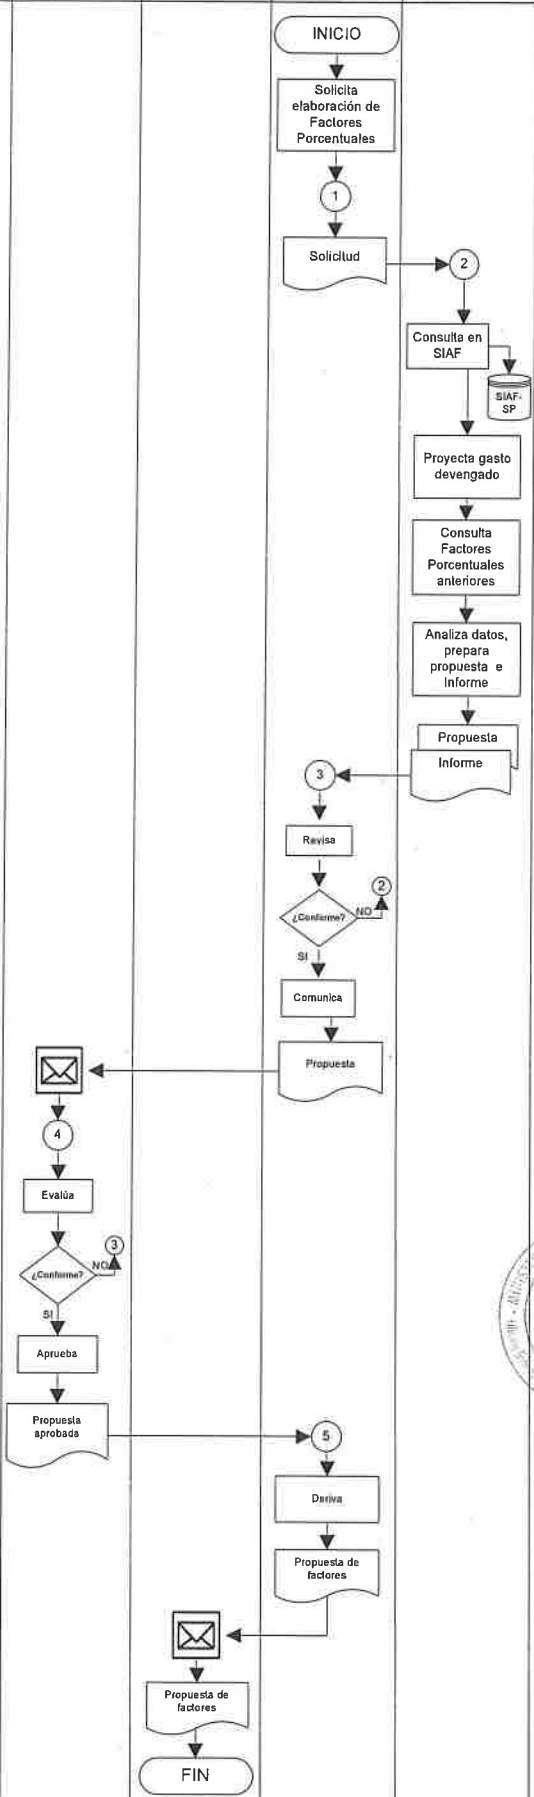 INICIO
Solicita
elaboración de
Factores
Porcentuales
1
Solicitud
2
Consulta en
SIAF
SIAF-
SP
Proyecta gasto
devengado
Consulta
Factores
Porcentuales
anteriores
Analiza datos,
prepara
propuesta e
Informe
Propuesta
Informe
3
Revisa
2
¿Conforme?
NO
SI
Comunica
Propuesta
4
Evalúa
3
¿Conforme?
NO
SI
Aprueba
Propuesta
aprobada
5
Deriva
Propuesta de
factores
Propuesta de
factores
FIN